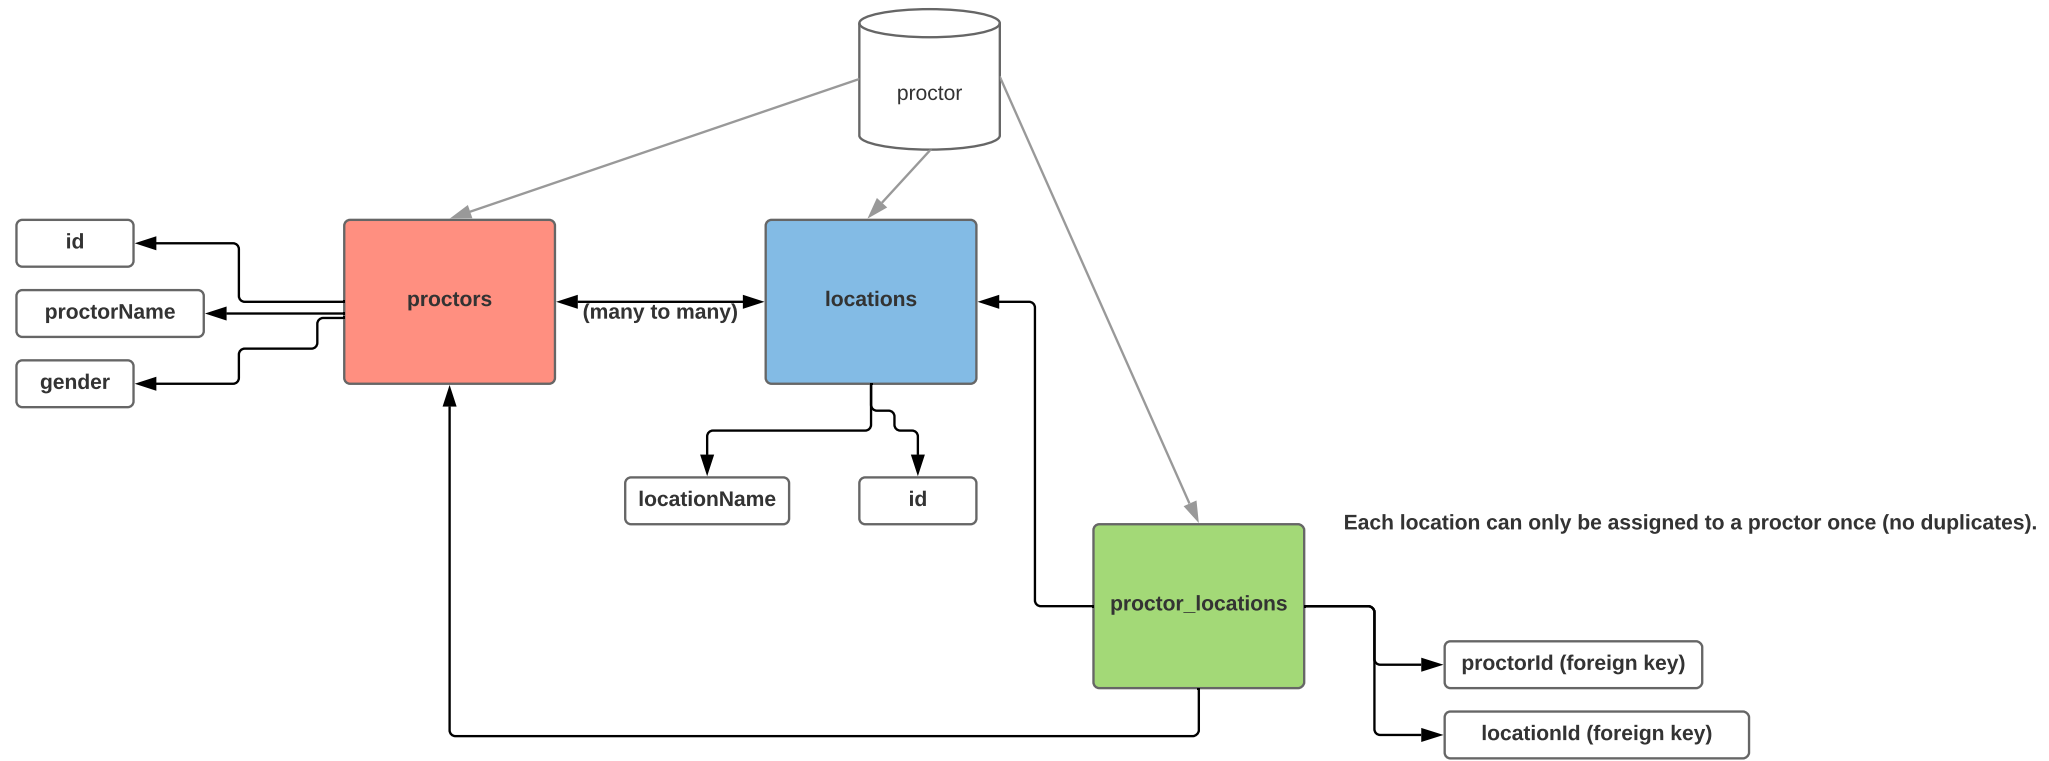 proctor
id
proctors
locations
proctorName
(many to many)
gender
locationName
id
Each location can only be assigned to a proctor once (no duplicates).
proctor_locations
proctorId (foreign key)
locationId (foreign key)